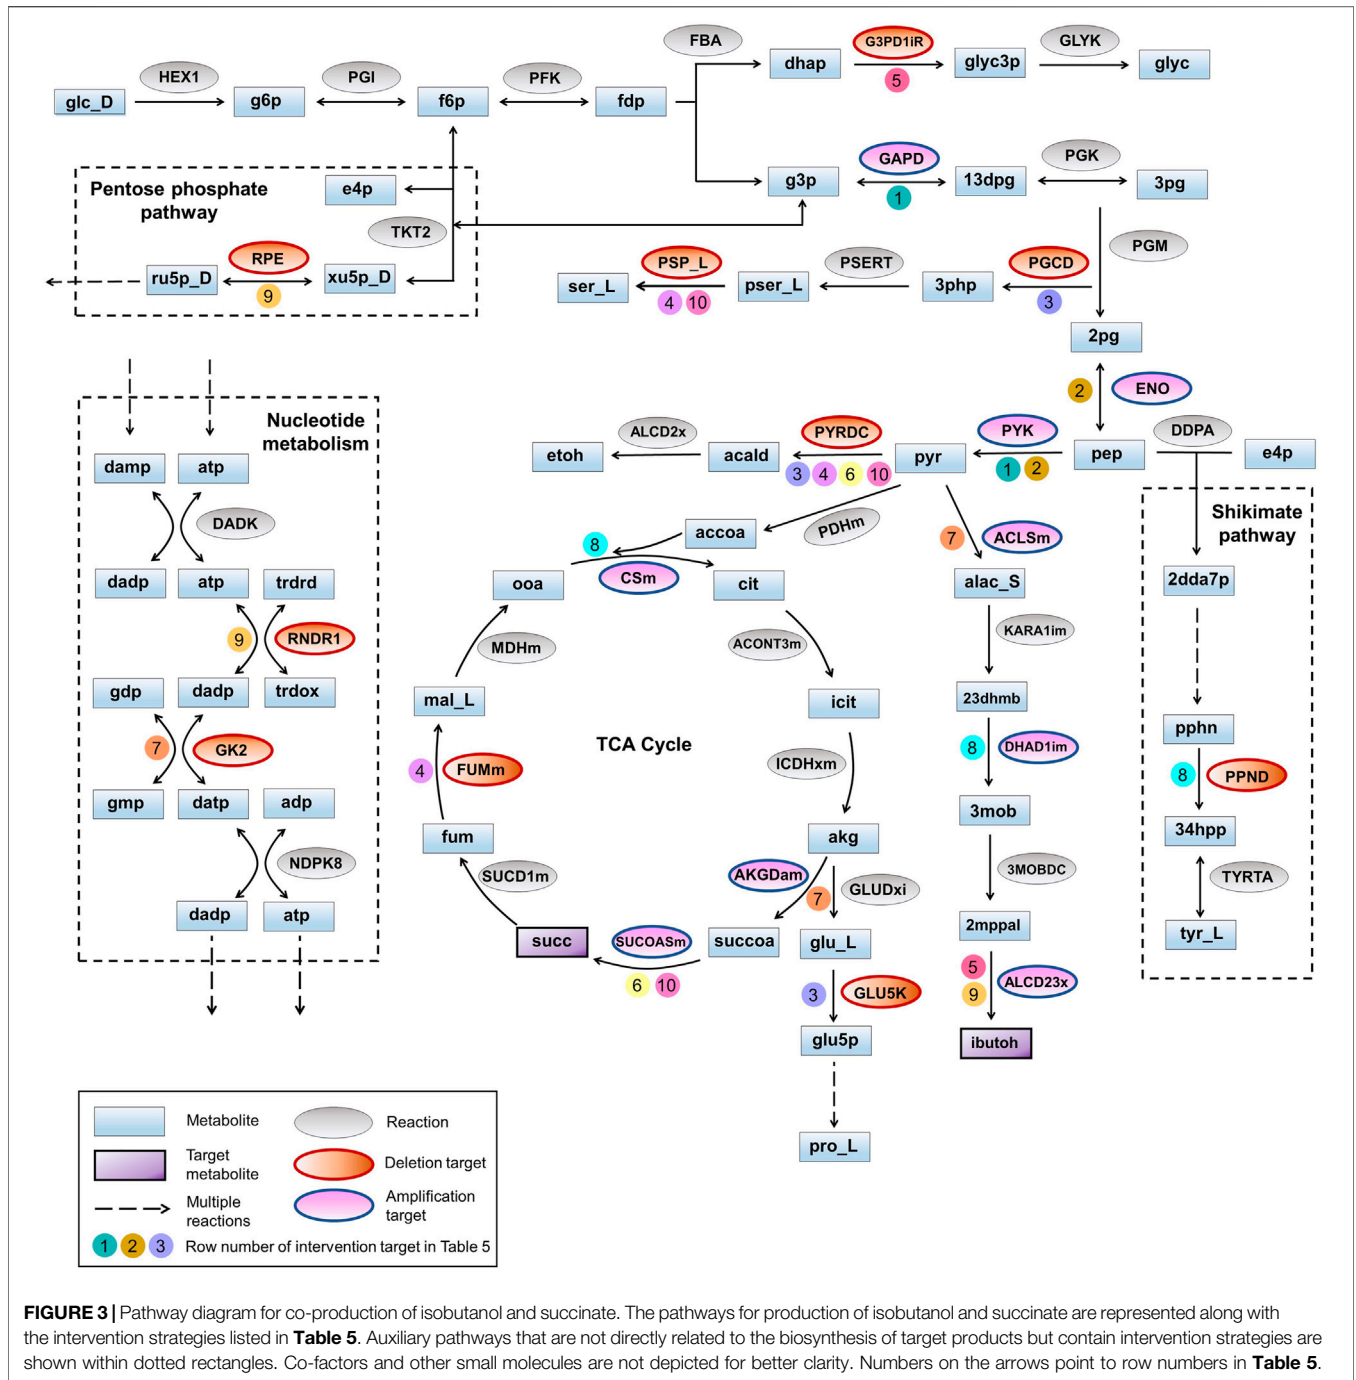 FBA
G3PD1iR
GLYK
dhap
glyc3p
glyc
5
HEX1
PGI
PFK
glc_D
g6p
f6p
fdp
GAPD
PGK
g3p
13dpg
3pg
1
Pentose phosphate
pathway
e4p
TKT2
RPE
ru5p_D
xu5p_D
9
PGM
PSP_L
PSERT
PGCD
ser_L
pser_L
3php
4
10
3
2pg
2
ENO
Nucleotide
metabolism
damp
atp
DADK
dadp
atp
trdrd
9
RNDR1
gdp
dadp
trdox
7
GK2
gmp
datp
adp
NDPK8
dadp
atp
ALCD2x
PYRDC
PYK
DDPA
etoh
acald
pyr
pep
e4p
3
4
6
10
1
2
PDHm
accoa
8
CSm
ooa
cit
MDHm
ACONT3m
mal_L
icit
TCA Cycle
4
FUMm
ICDHxm
fum
akg
SUCD1m
AKGDam
7
GLUDxi
succ
SUCOASm
succoa
glu_L
6
10
3
GLU5K
glu5p
pro_L
7
ACLSm
alac_S
KARA1im
23dhmb
8
DHAD1im
3mob
3MOBDC
2mppal
5
9
ALCD23x
ibutoh
Shikimate
pathway
2dda7p
pphn
8
PPND
34hpp
TYRTA
tyr_L
Metabolite
Reaction
Target
metabolite
Deletion target
Multiple
reactions
Amplification
target
1 2 3 Row number of intervention target in Table 5
FIGURE 3 | Pathway diagram for co-production of isobutanol and succinate. The pathways for production of isobutanol and succinate are represented along with
the intervention strategies listed in Table 5. Auxiliary pathways that are not directly related to the biosynthesis of target products but contain intervention strategies are
shown within dotted rectangles. Co-factors and other small molecules are not depicted for better clarity. Numbers on the arrows point to row numbers in Table 5.